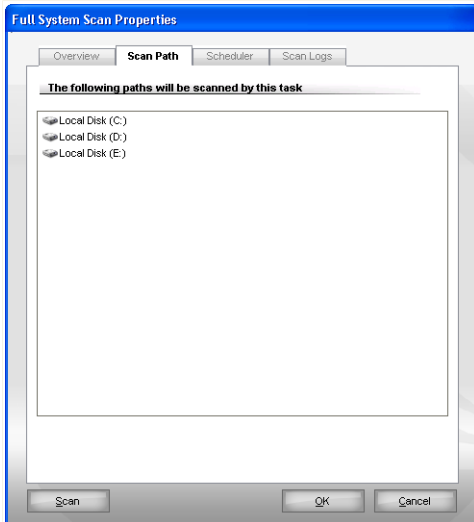 Full System Scan Properties
Overview Scan Path Scheduler Scan Logs
The following paths will be scanned by this task
Local Disk (C:)
Local Disk (D:)
Local Disk (E:)
Scan OK Cancel